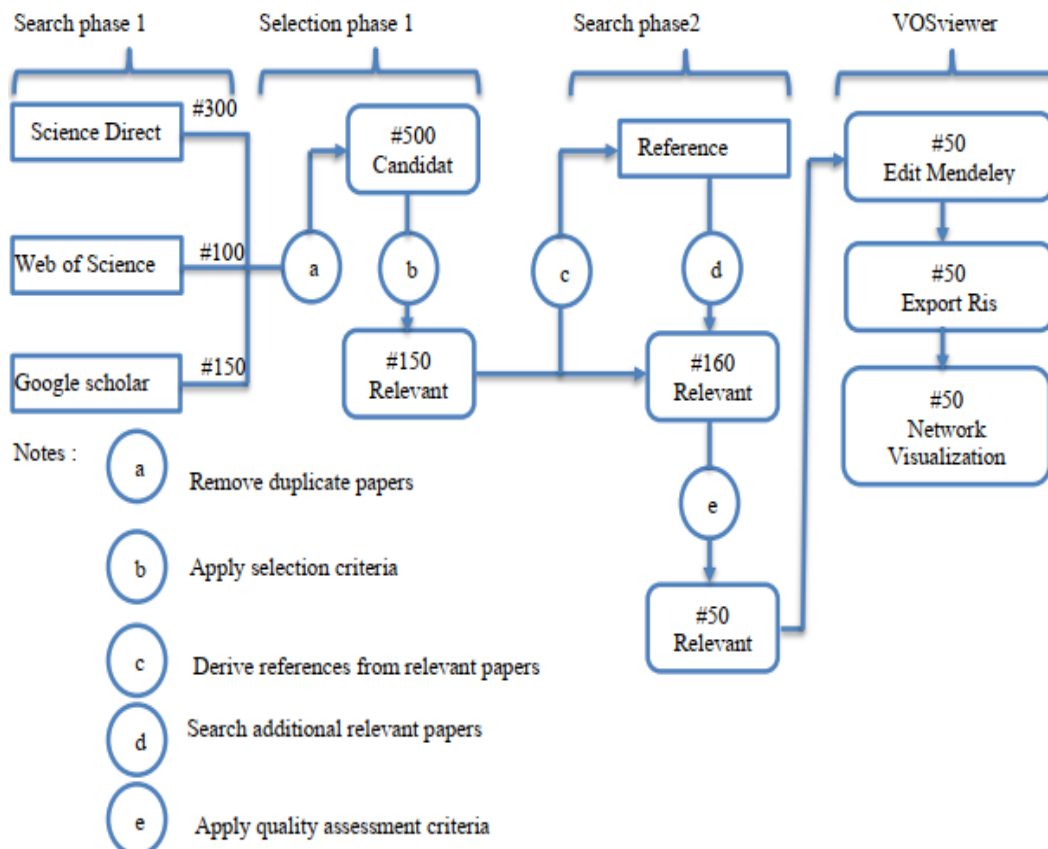 Search phase 1
Selection phase 1
Search phase2
VOSviewer
Science Direct
#300
Web of Science
#100
Google scholar
#150
a
#500
Candidat
b
#150
Relevant
c
Reference
d
#160
Relevant
e
#50
Relevant
#50
Edit Mendeley
#50
Export Ris
#50
Network
Visualization
Notes :
a
Remove duplicate papers
b
Apply selection criteria
c
Derive references from relevant papers
d
Search additional relevant papers
e
Apply quality assessment criteria